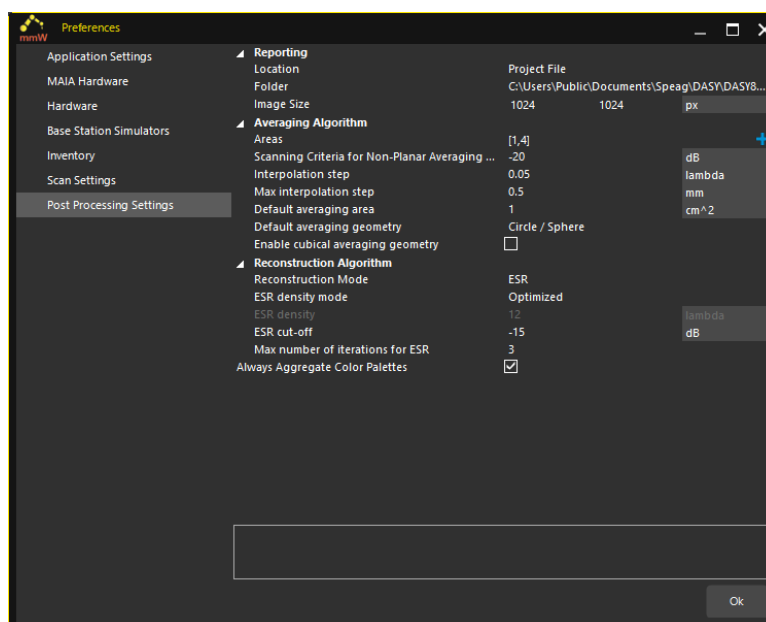 mmW Preferences
Application Settings
MAIA Hardware
Hardware
Base Station Simulators
Inventory
Scan Settings
Post Processing Settings
Reporting
Location Project File
Folder C:\Users\Public\Documents\Speag\DASY\DASY8...
Image Size 1024 1024 px
Averaging Algorithm
Areas [1,4]
Scanning Criteria for Non-Planar Averaging ... -20 dB
Interpolation step 0.05 lambda
Max interpolation step 0.5 mm
Default averaging area 1 cm^2
Default averaging geometry Circle / Sphere
Enable cubical averaging geometry
Reconstruction Algorithm
Reconstruction Mode ESR
ESR density mode Optimized
ESR density 12 lambda
ESR cut-off -15 dB
Max number of iterations for ESR 3
Always Aggregate Color Palettes
Ok